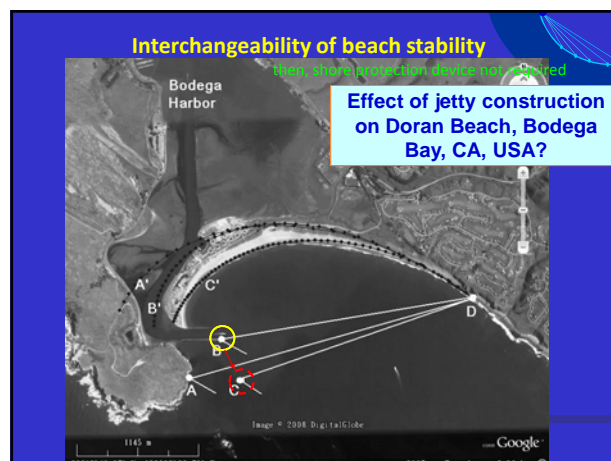 Interchangeability of beach stability
then, shore protection device not required
Effect of jetty construction
on Doran Beach, Bodega
Bay, CA, USA?
Bodega
Harbor
A'
B'
C'
D
B
A
C
Image © 2008 DigitalGlobe
1145 m
Google